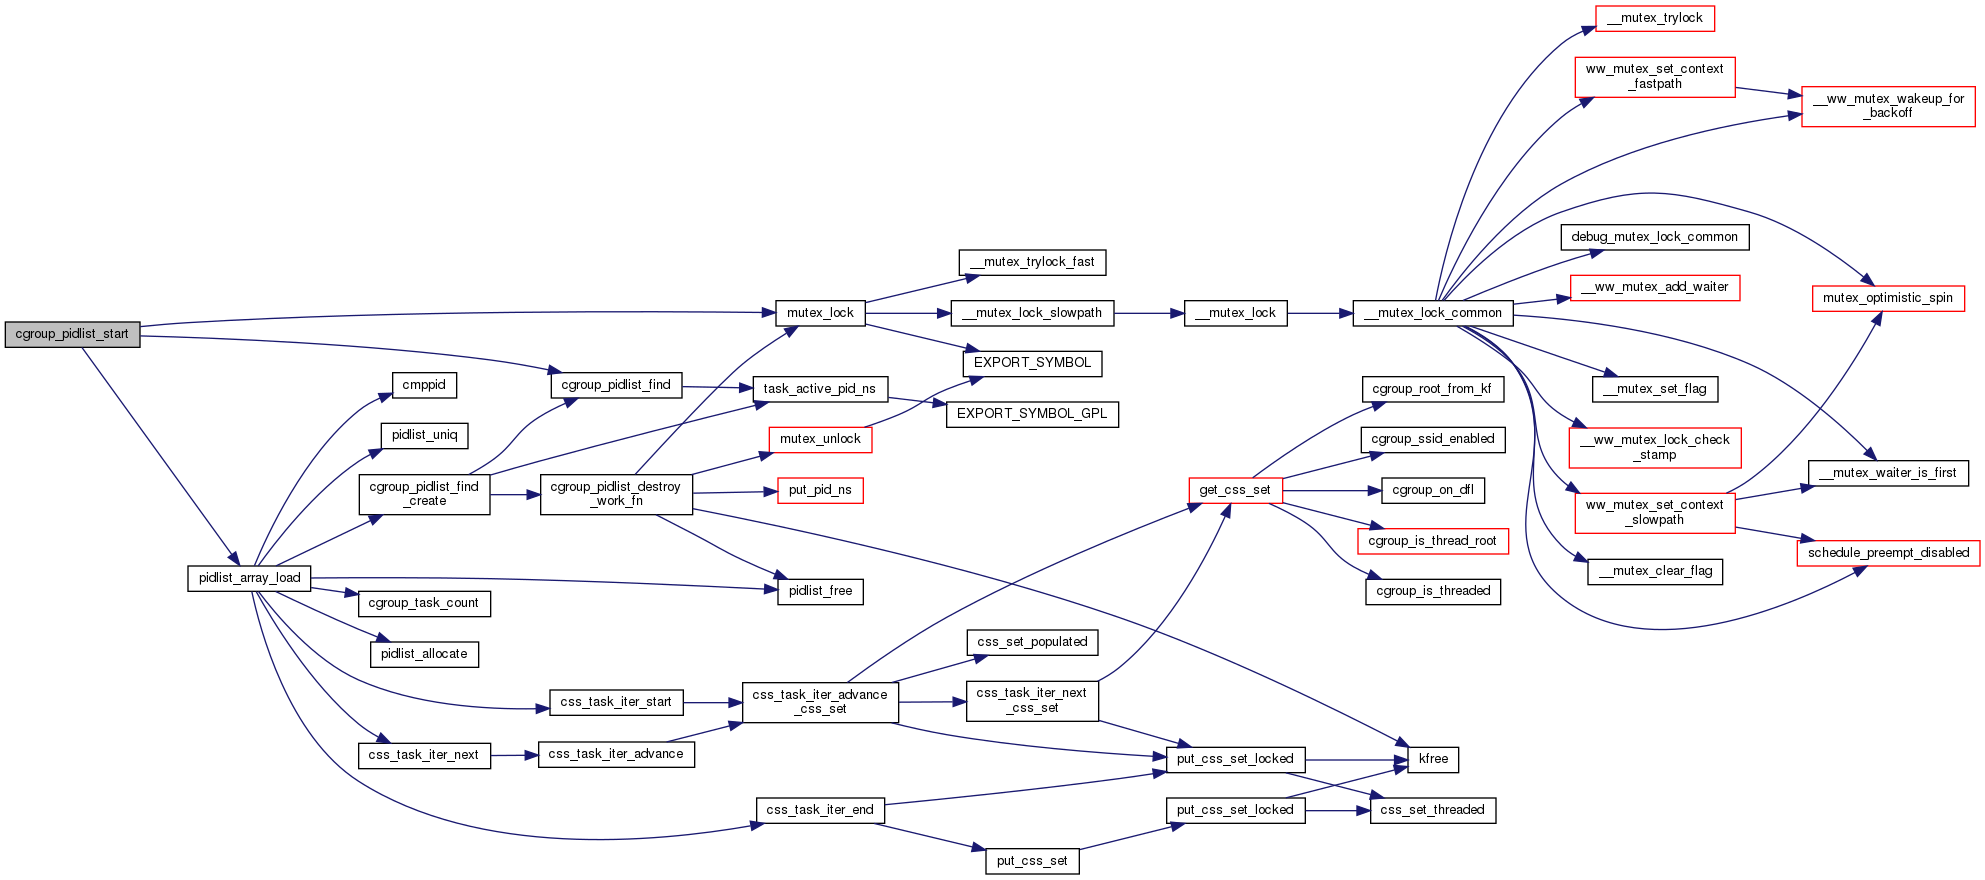 __mutex_trylock
ww_mutex_set_context
_fastpath
__ww_mutex_wakeup_for
_backoff
debug_mutex_lock_common
__mutex_trylock_fast
__ww_mutex_add_waiter
mutex_optimistic_spin
cgroup_pidlist_start
mutex_lock
__mutex_lock_slowpath
__mutex_lock
__mutex_lock_common
EXPORT_SYMBOL
cmppid
cgroup_pidlist_find
task_active_pid_ns
cgroup_root_from_kf
__mutex_set_flag
EXPORT_SYMBOL_GPL
pidlist_uniq
mutex_unlock
cgroup_ssid_enabled
__ww_mutex_lock_check
_stamp
__mutex_waiter_is_first
cgroup_pidlist_find
_create
cgroup_pidlist_destroy
_work_fn
put_pid_ns
get_css_set
cgroup_on_dfl
ww_mutex_set_context
_slowpath
cgroup_is_thread_root
schedule_preempt_disabled
pidlist_array_load
__mutex_clear_flag
cgroup_task_count
pidlist_free
cgroup_is_threaded
pidlist_allocate
css_set_populated
css_task_iter_start
css_task_iter_advance
_css_set
css_task_iter_next
_css_set
css_task_iter_next
css_task_iter_advance
put_css_set_locked
kfree
css_task_iter_end
put_css_set_locked
css_set_threaded
put_css_set